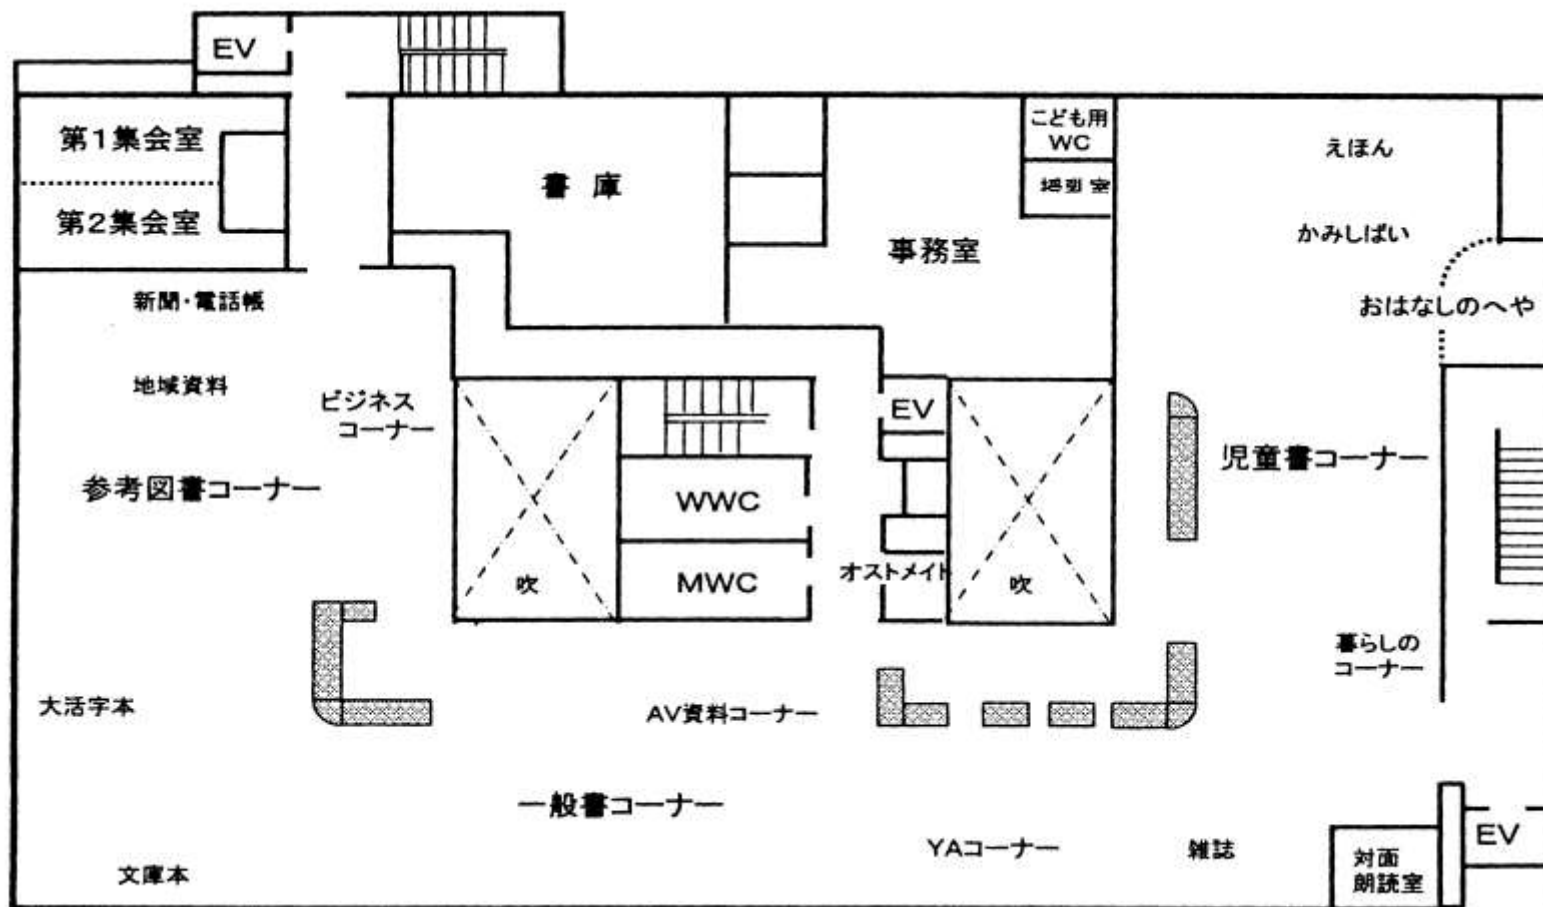 EV
第1集会室
第2集会室
書庫
こども用
WC
事務室
えほん
かみしばい
おはなしのへや
新聞・電話帳
地域資料
ビジネス
コーナー
参考図書コーナー
EV
児童書コーナー
WWC
MWC
吹
オストメイト
吹
大活字本
AV資料コーナー
暮らしの
コーナー
一般書コーナー
YAコーナー
雑誌
対面
朗読室
EV
文庫本